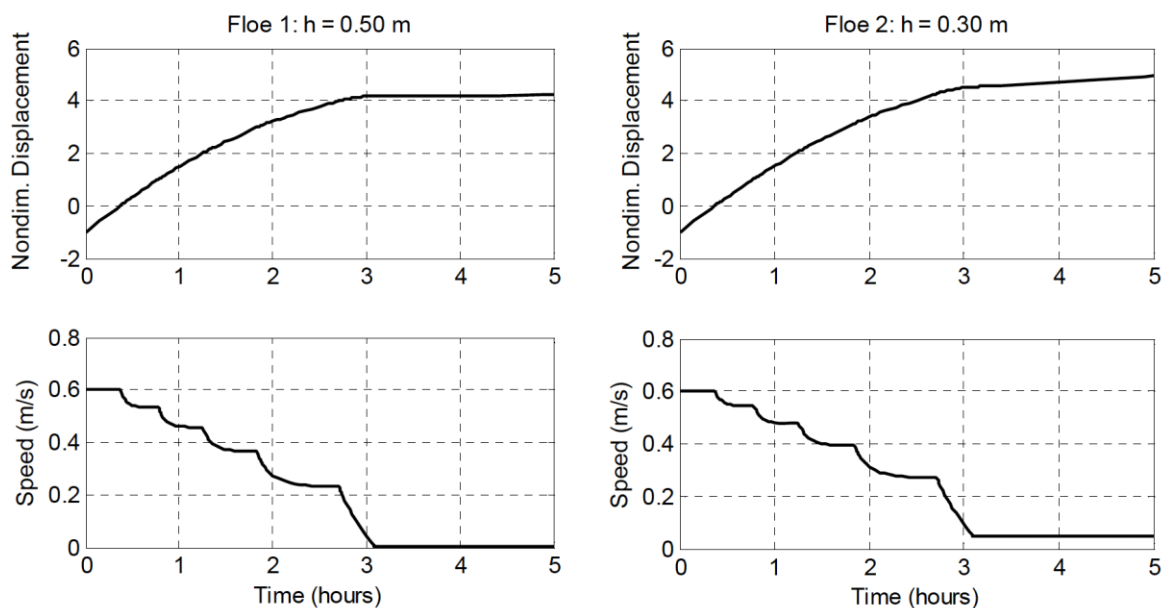 Floe 1: h = 0.50 m
Nondim. Displacement
6
4
2
0
-2
0 1 2 3 4 5
Floe 2: h = 0.30 m
Nondim. Displacement
6
4
2
0
-2
0 1 2 3 4 5
Speed (m/s)
0.8
0.6
0.4
0.2
0
0 1 2 3 4 5
Time (hours)
Speed (m/s)
0.8
0.6
0.4
0.2
0
0 1 2 3 4 5
Time (hours)